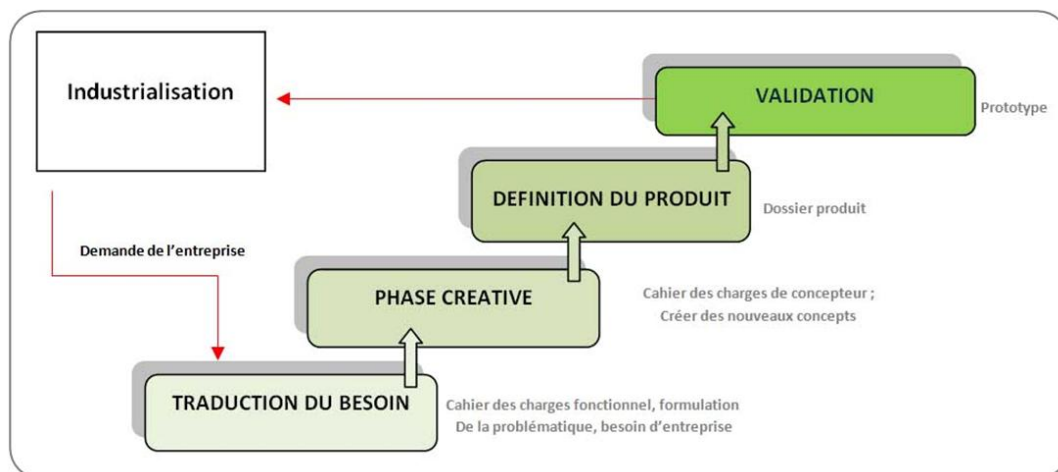 Industrialisation
VALIDATION
Prototype
DEFINITION DU PRODUIT
Dossier produit
Demande de l'entreprise
PHASE CREATIVE
Cahier des charges de concepteur ;
Créer des nouveaux concepts
TRADUCTION DU BESOIN
Cahier des charges fonctionnel, formulation
De la problématique, besoin d'entreprise